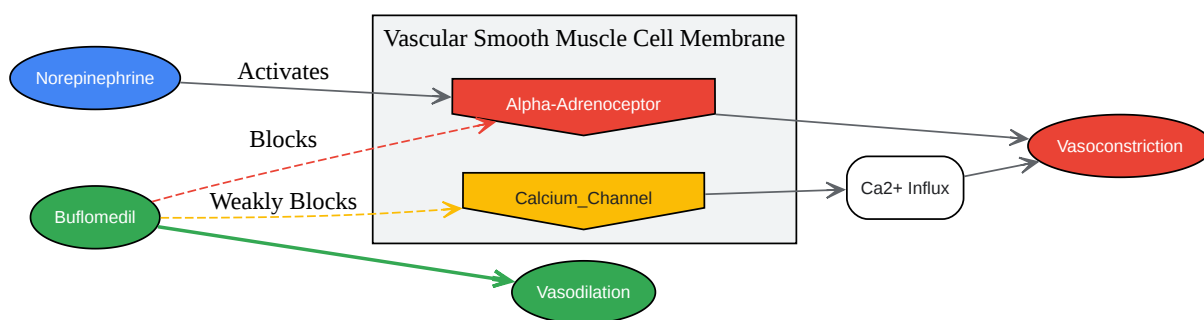 Vascular Smooth Muscle Cell Membrane
Norepinephrine
Activates
Alpha-Adrenoceptor
Blocks
Vasoconstriction
Buflomedil
Weakly Blocks
Calcium_Channel
Ca2+ Influx
Vasodilation